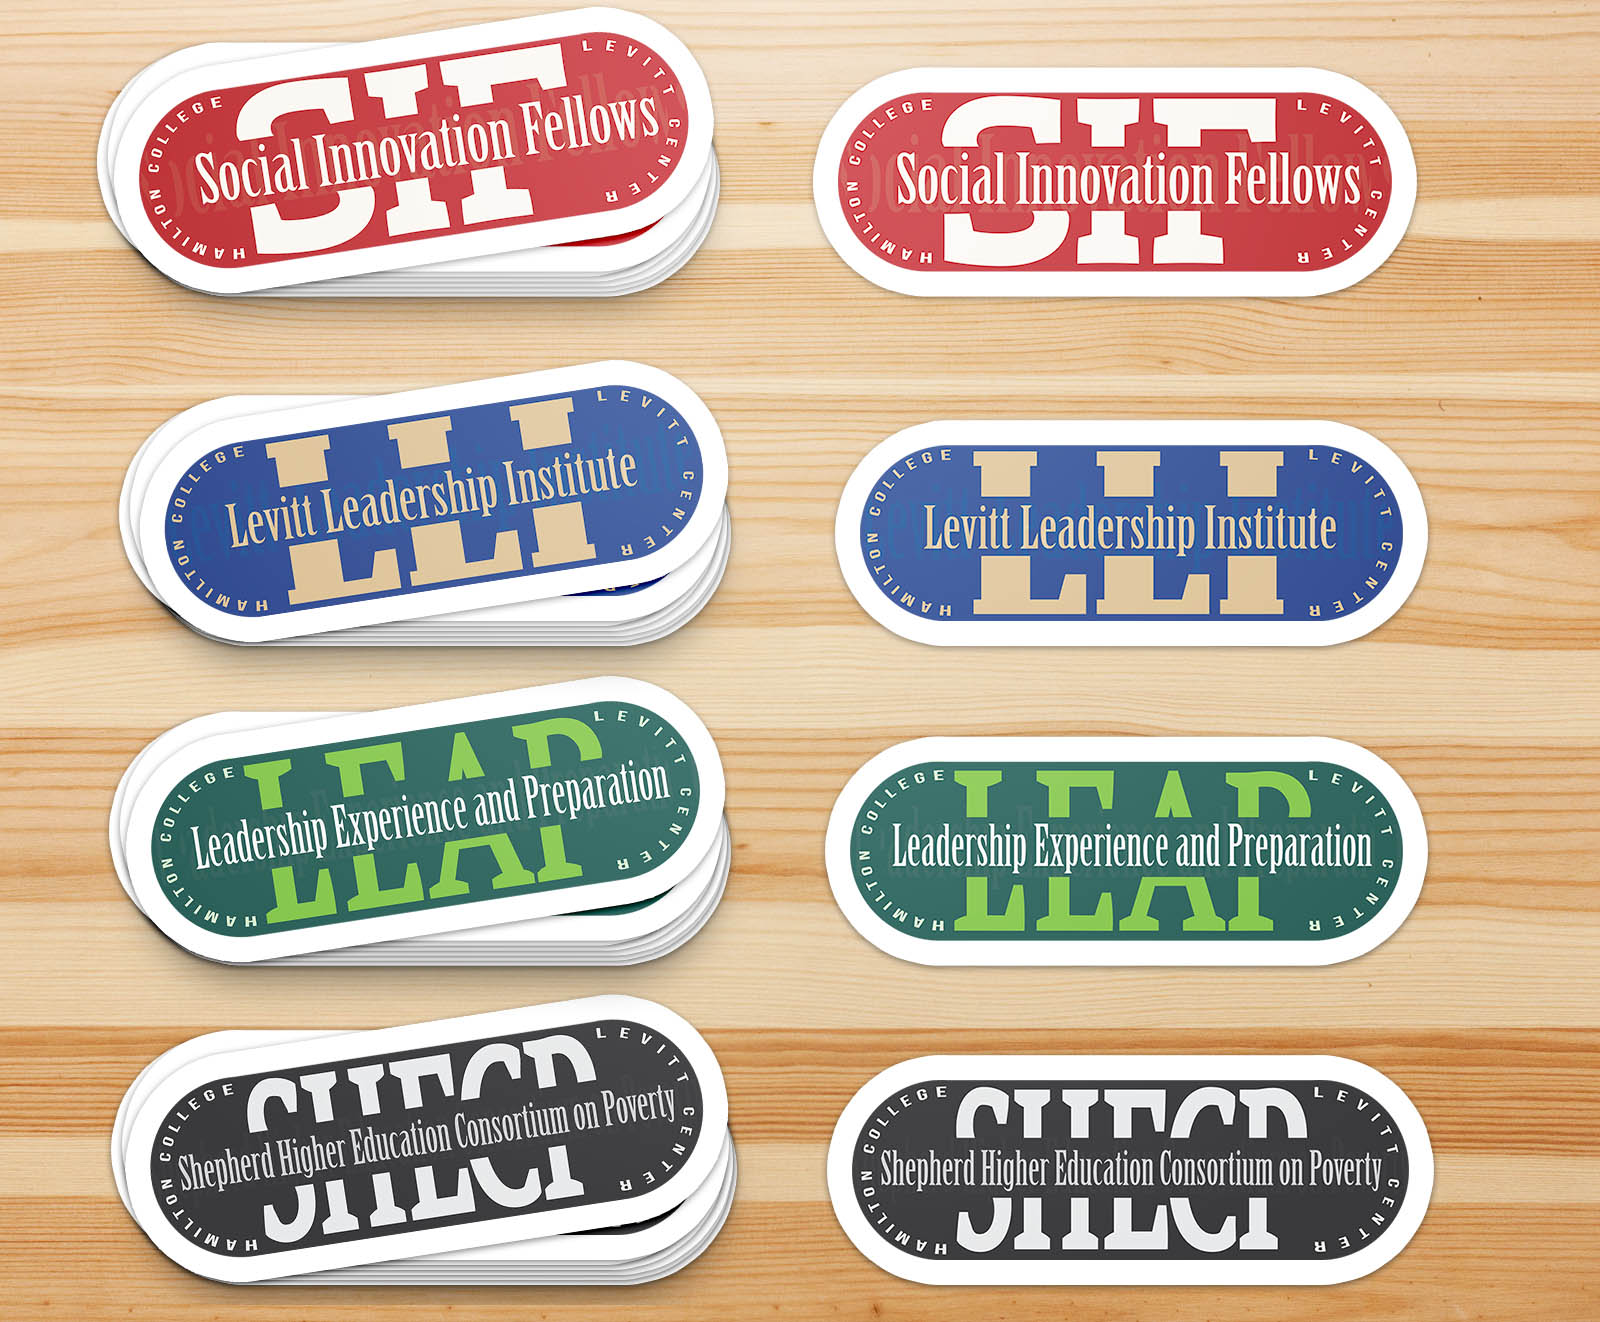 SIF
Social Innovation Fellows
HAMILTON COLLEGE
LEVITT CENTER
SIF
Social Innovation Fellows
HAMILTON COLLEGE
LEVITT CENTER
LLI
Levitt Leadership Institute
HAMILTON COLLEGE
LEVITT CENTER
LLI
Levitt Leadership Institute
HAMILTON COLLEGE
LEVITT CENTER
LEAP
Leadership Experience and Preparation
HAMILTON COLLEGE
LEVITT CENTER
LEAP
Leadership Experience and Preparation
HAMILTON COLLEGE
LEVITT CENTER
SHECP
Shepherd Higher Education Consortium on Poverty
HAMILTON COLLEGE
LEVITT CENTER
SHECP
Shepherd Higher Education Consortium on Poverty
HAMILTON COLLEGE
LEVITT CENTER